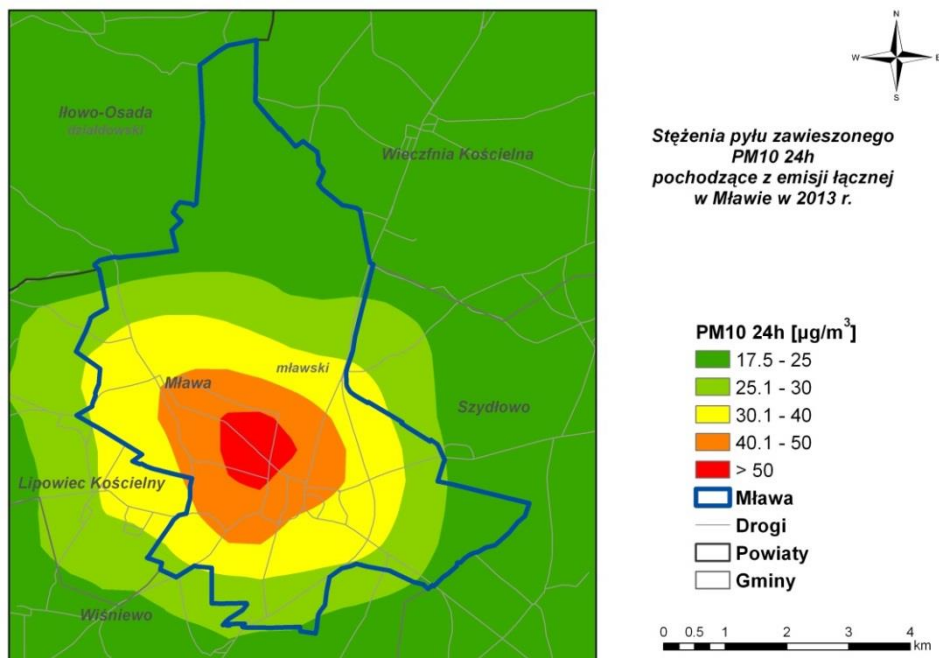 N
W E
S
Iłowo-Osada
działdowski
Wieczfnia Kościelna
mławski
Mława
Szydłowo
Lipowiec Kościelny
Wiśniewo
Stężenia pyłu zawieszonego
PM10 24h
pochodzące z emisji łącznej
w Mławie w 2013 r.
PM10 24h [µg/m³]
17.5 - 25
25.1 - 30
30.1 - 40
40.1 - 50
> 50
Mława
Drogi
Powiaty
Gminy
0 0.5 1 2 3 4
km